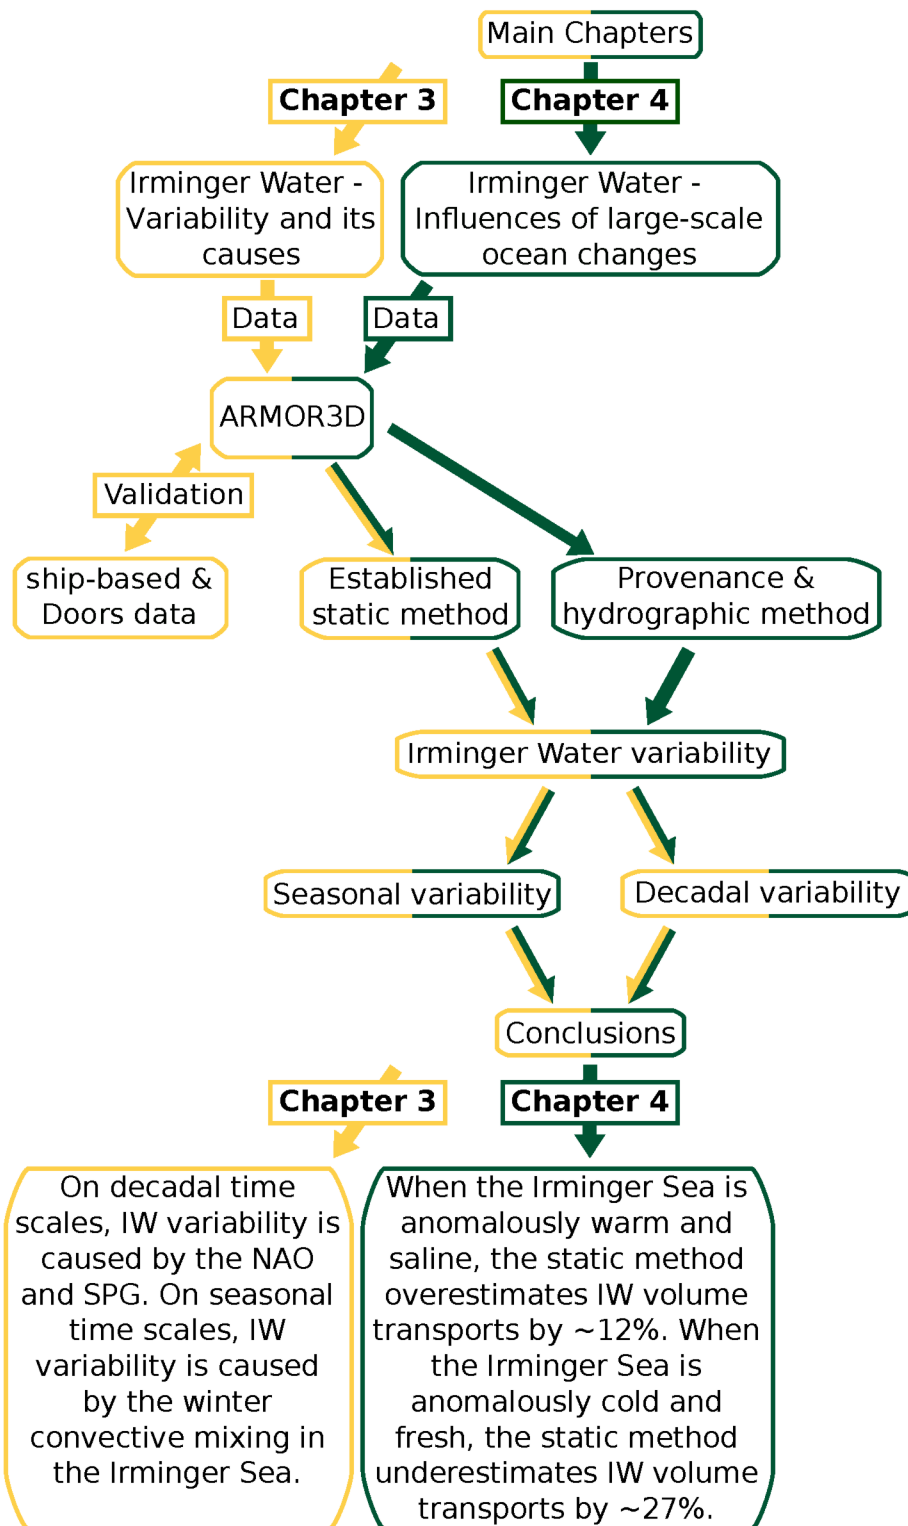 Main Chapters
Chapter 3
Chapter 4
Irminger Water -
Variability and its
causes
Irminger Water -
Influences of large-scale
ocean changes
Data
Data
ARMOR3D
Validation
ship-based &
Doors data
Established
static method
Provenance &
hydrographic method
Irminger Water variability
Seasonal variability
Decadal variability
Conclusions
Chapter 3
Chapter 4
On decadal time
scales, IW variability is
caused by the NAO
and SPG. On seasonal
time scales, IW
variability is caused
by the winter
convective mixing in
the Irminger Sea.
When the Irminger Sea is
anomalously warm and
saline, the static method
overestimates IW volume
transports by ~12%. When
the Irminger Sea is
anomalously cold and
fresh, the static method
underestimates IW volume
transports by ~27%.